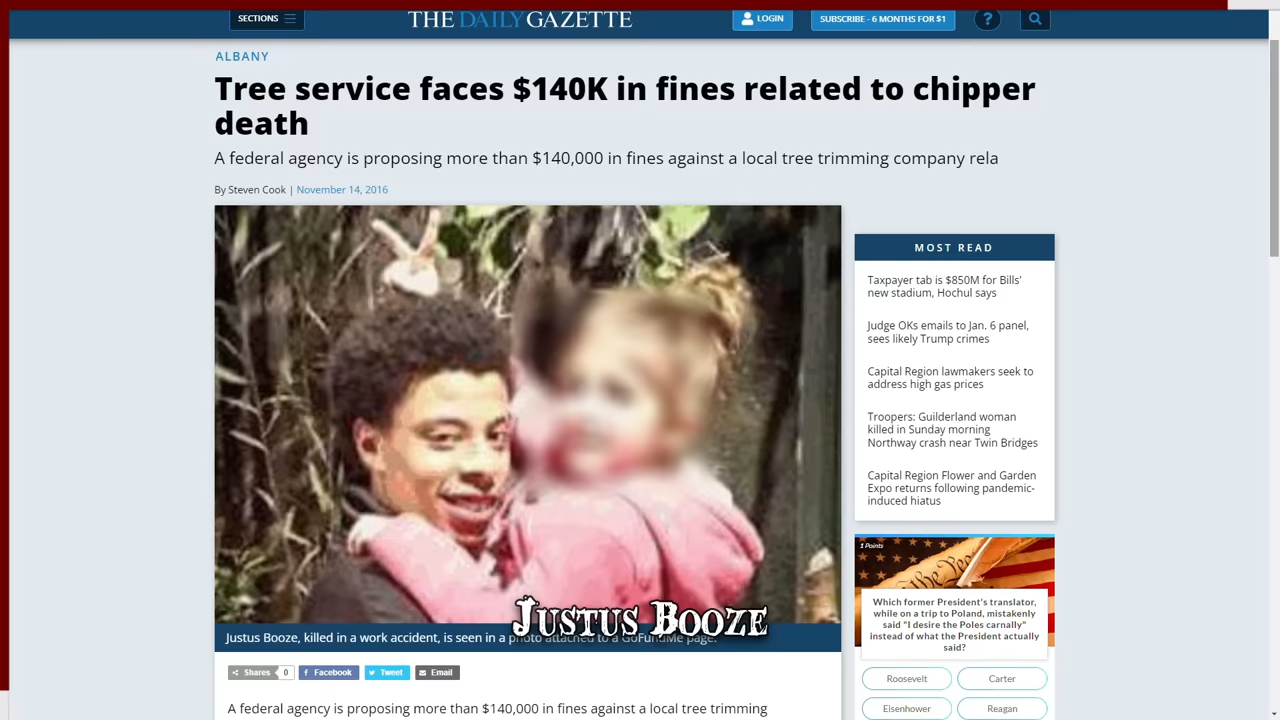 SECTIONS
THE DAILY GAZETTE
LOGIN
SUBSCRIBE - 6 MONTHS FOR $1
?
ALBANY
Tree service faces $140K in fines related to chipper
death
A federal agency is proposing more than $140,000 in fines against a local tree trimming company rela
By Steven Cook | November 14, 2016
JUSTUS BOOZE
Justus Booze, killed in a work accident, is seen in a photo attached to a GoFundMe page.
Shares 0
Facebook
Tweet
Email
A federal agency is proposing more than $140,000 in fines against a local tree trimming
MOST READ
Taxpayer tab is $850M for Bills'
new stadium, Hochul says
Judge OKs emails to Jan. 6 panel,
sees likely Trump crimes
Capital Region lawmakers seek to
address high gas prices
Troopers: Guilderland woman
killed in Sunday morning
Northway crash near Twin Bridges
Capital Region Flower and Garden
Expo returns following pandemic-
induced hiatus
1 Points
We the People
Which former President's translator,
while on a trip to Poland, mistakenly
said "I desire the Poles carnally"
instead of what the President actually
said?
Roosevelt
Carter
Eisenhower
Reagan